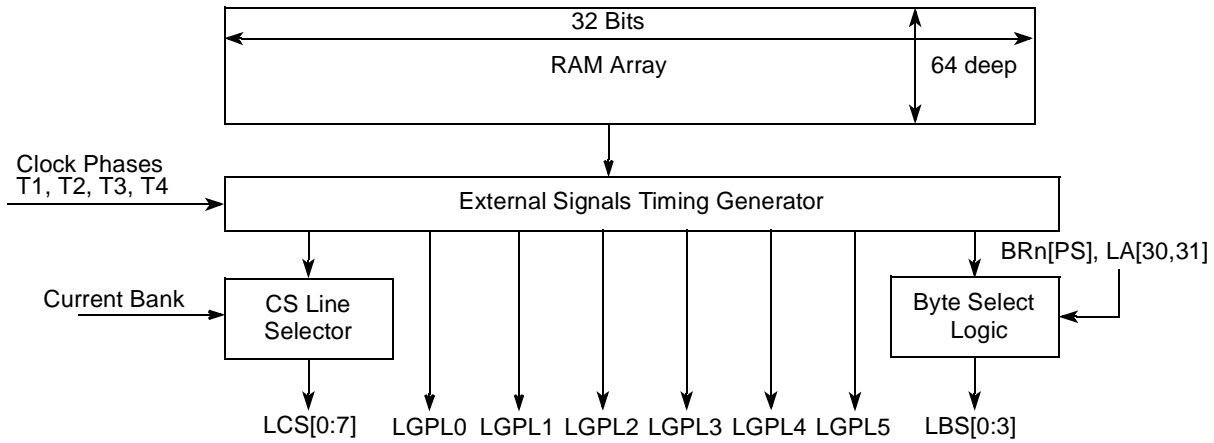 32 Bits
RAM Array
64 deep
Clock Phases
T1, T2, T3, T4
External Signals Timing Generator
BRn[PS], LA[30,31]
Current Bank
CS Line
Selector
Byte Select
Logic
LCS[0:7]
LGPL0
LGPL1
LGPL2
LGPL3
LGPL4
LGPL5
LBS[0:3]